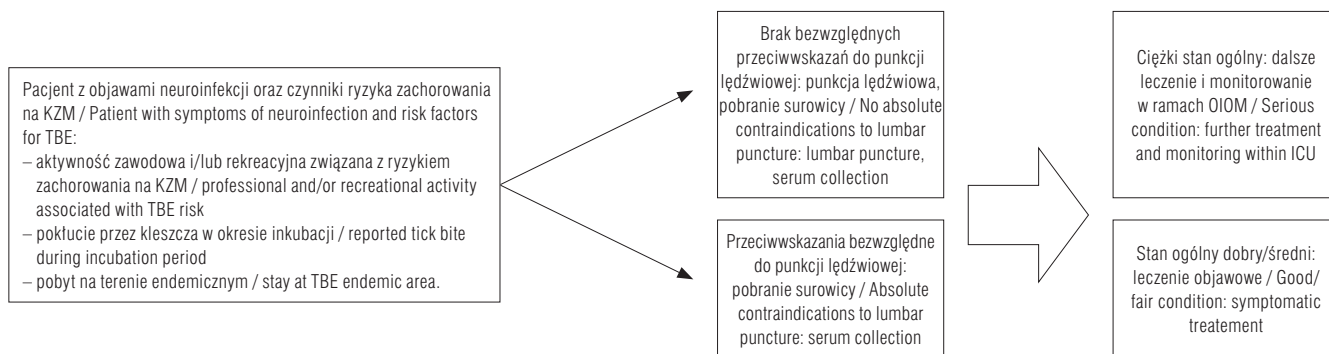 Pacjent z objawami neuroinfekcji oraz czynniki ryzyka zachorowania
na KZM / Patient with symptoms of neuroinfection and risk factors
for TBE:
– aktywność zawodowa i/lub rekreacyjna związana z ryzykiem
zachorowania na KZM / professional and/or recreational activity
associated with TBE risk
– pokłucie przez kleszcza w okresie inkubacji / reported tick bite
during incubation period
– pobyt na terenie endemicznym / stay at TBE endemic area.
Brak bezwzględnych
przeciwwskazań do punkcji
lędźwiowej: punkcja lędźwiowa,
pobranie surowicy / No absolute
contraindications to lumbar
puncture: lumbar puncture,
serum collection
Przeciwwskazania bezwzględne
do punkcji lędźwiowej:
pobranie surowicy / Absolute
contraindications to lumbar
puncture: serum collection
Ciężki stan ogólny: dalsze
leczenie i monitorowanie
w ramach OIOM / Serious
condition: further treatment
and monitoring within ICU
Stan ogólny dobry/średni:
leczenie objawowe / Good/
fair condition: symptomatic
treatement